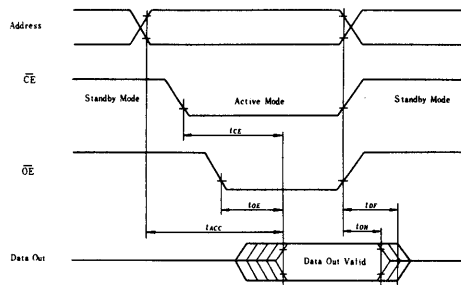 Address
CE
Standby Mode
Active Mode
Standby Mode
tCE
OE
tOE
tDF
tACC
tOH
Data Out
Data Out Valid